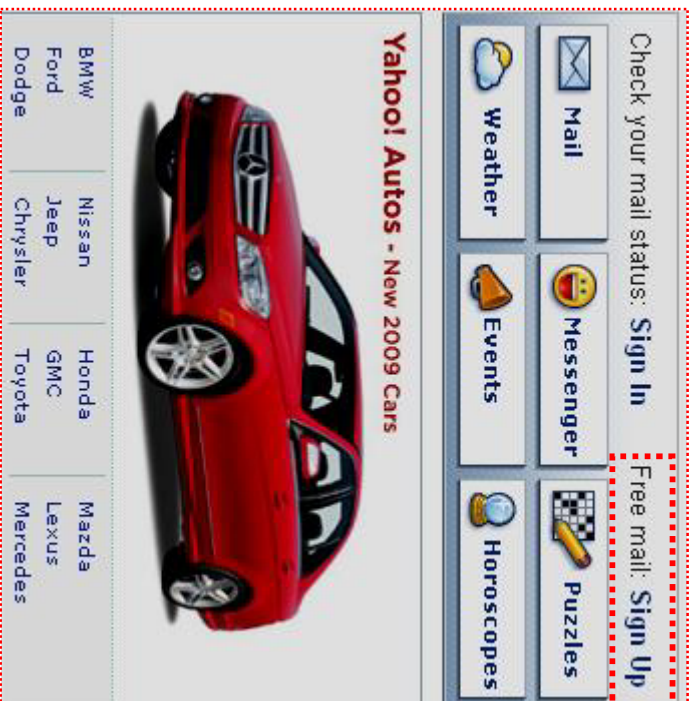 Check your mail status: Sign In Free mail: Sign Up
Mail Messenger Puzzles
Weather Events Horoscopes
Yahoo! Autos - New 2009 Cars
BMW Nissan Honda Mazda
Ford Jeep GMC Lexus
Dodge Chrysler Toyota Mercedes